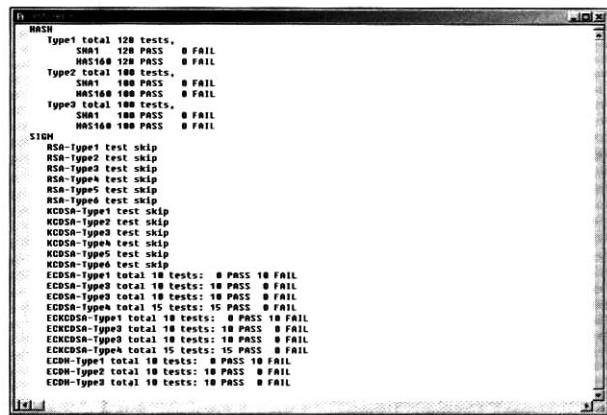 HASH
Type1 total 128 tests,
SHA1 128 PASS 0 FAIL
HAS160 128 PASS 0 FAIL
Type2 total 100 tests,
SHA1 100 PASS 0 FAIL
HAS160 100 PASS 0 FAIL
Type3 total 100 tests,
SHA1 100 PASS 0 FAIL
HAS160 100 PASS 0 FAIL
SIGN
RSA-Type1 test skip
RSA-Type2 test skip
RSA-Type3 test skip
RSA-Type4 test skip
RSA-Type5 test skip
RSA-Type6 test skip
KCDSA-Type1 test skip
KCDSA-Type2 test skip
KCDSA-Type3 test skip
KCDSA-Type4 test skip
KCDSA-Type5 test skip
KCDSA-Type6 test skip
ECDSA-Type1 total 10 tests: 0 PASS 10 FAIL
ECDSA-Type3 total 10 tests: 10 PASS 0 FAIL
ECDSA-Type3 total 10 tests: 10 PASS 0 FAIL
ECDSA-Type4 total 15 tests: 15 PASS 0 FAIL
ECKCDSA-Type1 total 10 tests: 0 PASS 10 FAIL
ECKCDSA-Type3 total 10 tests: 10 PASS 0 FAIL
ECKCDSA-Type3 total 10 tests: 10 PASS 0 FAIL
ECKCDSA-Type4 total 15 tests: 15 PASS 0 FAIL
ECDH-Type1 total 10 tests: 0 PASS 10 FAIL
ECDH-Type2 total 10 tests: 10 PASS 0 FAIL
ECDH-Type3 total 10 tests: 10 PASS 0 FAIL